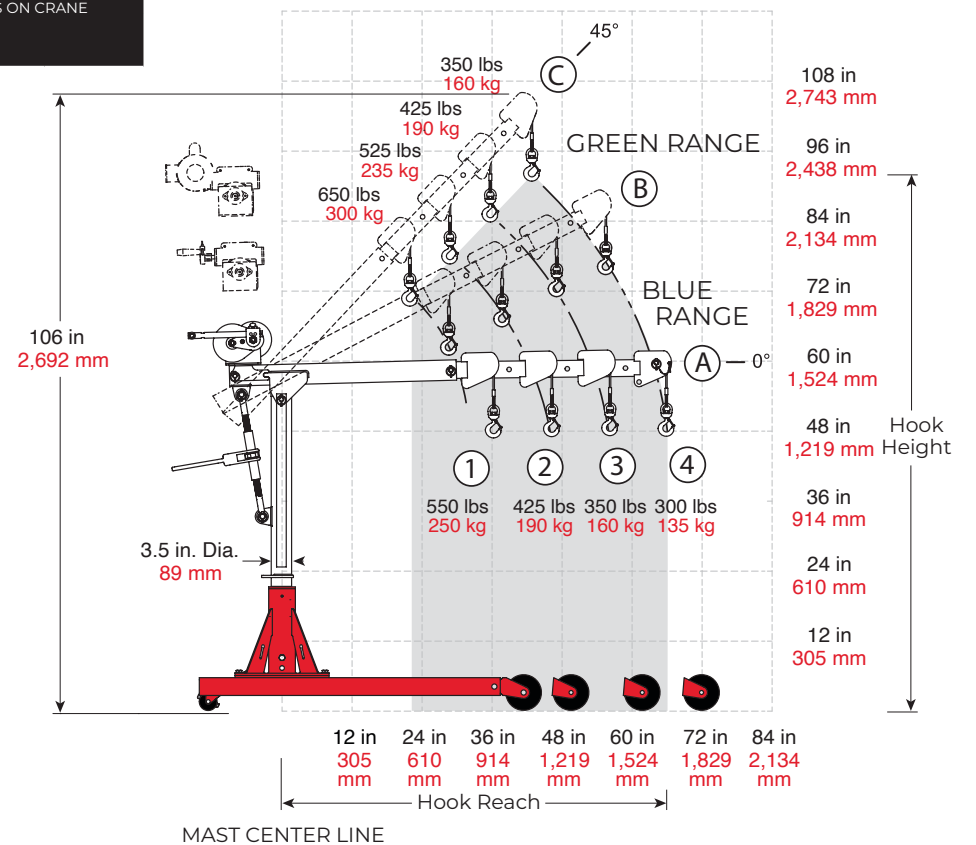 S ON CRANE
45°
C
350 lbs
160 kg
425 lbs
190 kg
525 lbs
235 kg
650 lbs
300 kg
GREEN RANGE
B
BLUE
RANGE
A
0°
106 in
2,692 mm
108 in
2,743 mm
96 in
2,438 mm
84 in
2,134 mm
72 in
1,829 mm
60 in
1,524 mm
48 in
1,219 mm
36 in
914 mm
24 in
610 mm
12 in
305 mm
Hook
Height
1
2
3
4
550 lbs
250 kg
425 lbs
190 kg
350 lbs
160 kg
300 lbs
135 kg
3.5 in. Dia.
89 mm
12 in
305
mm
24 in
610
mm
36 in
914
mm
48 in
1,219
mm
60 in
1,524
mm
72 in
1,829
mm
84 in
2,134
mm
Hook Reach
MAST CENTER LINE